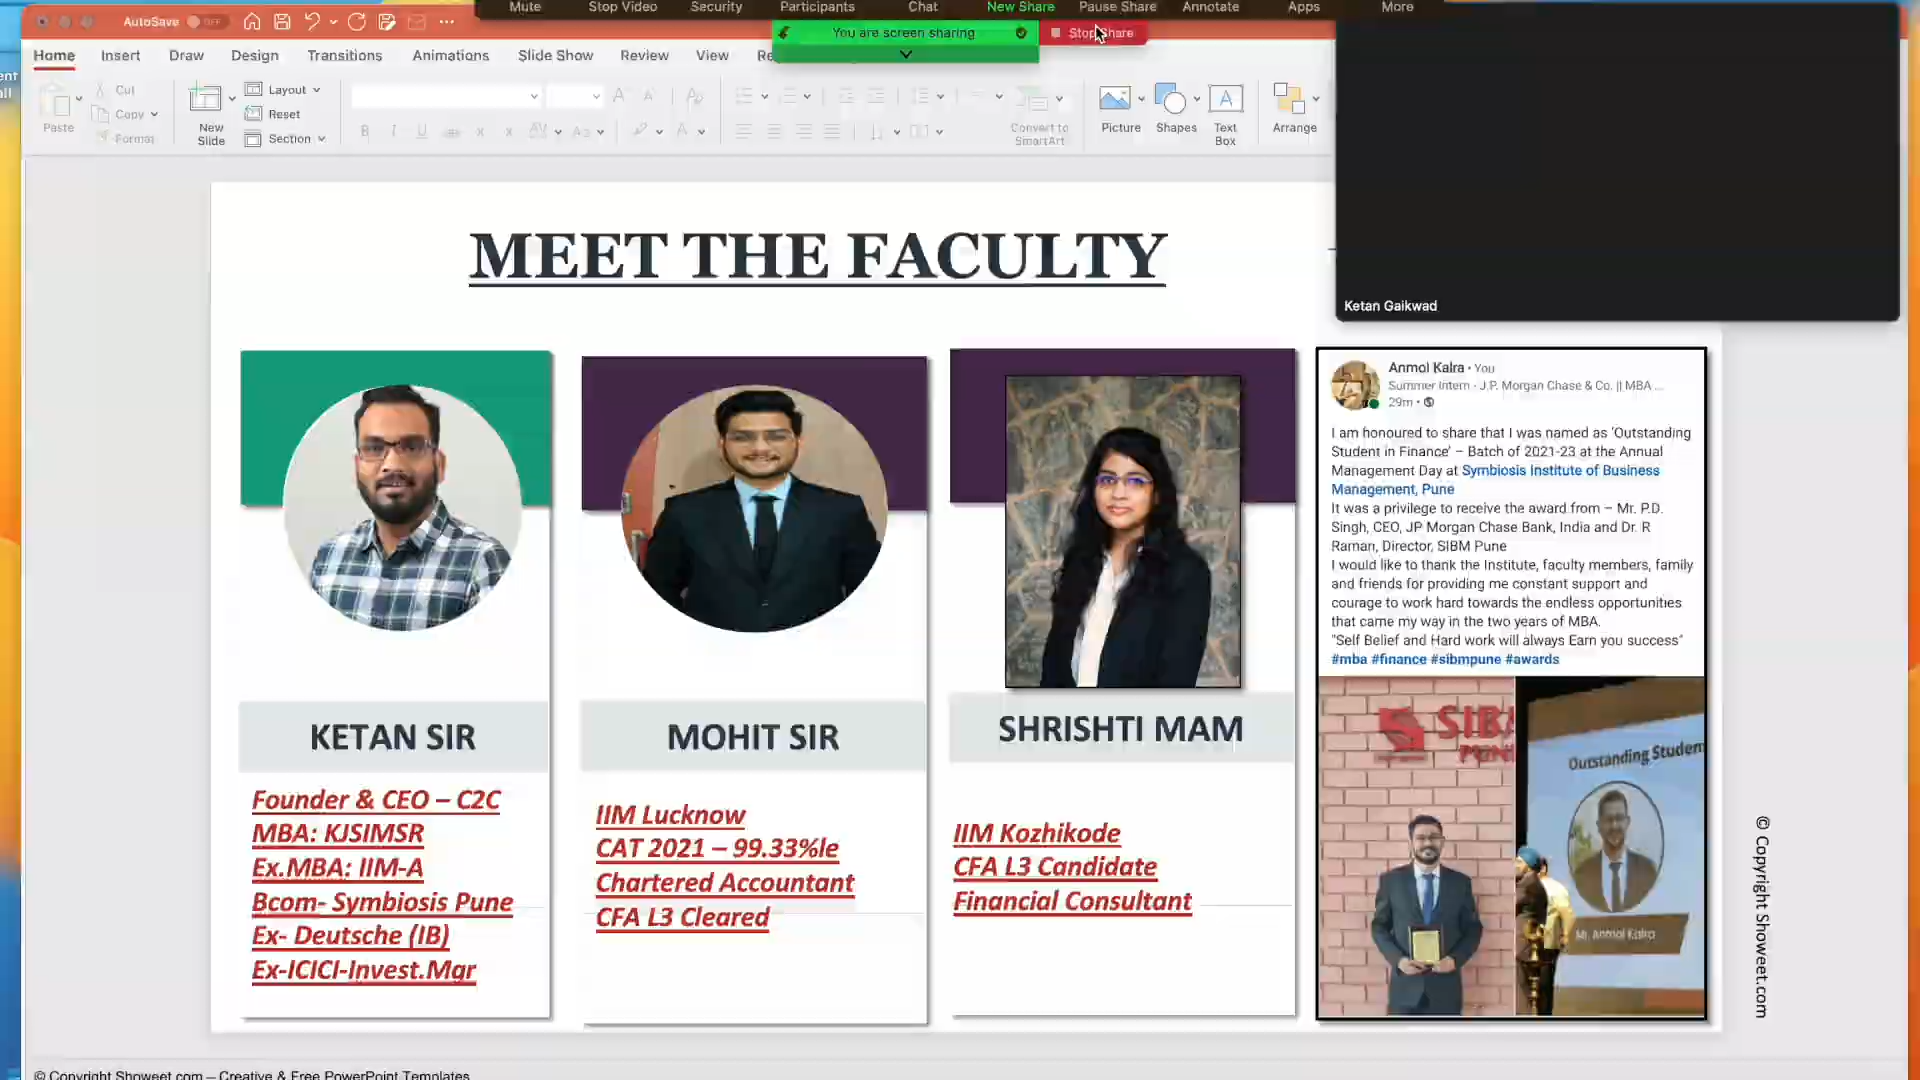 Mute Stop Video Security Participants Chat New Share Pause Share Annotate Apps More
AutoSave OFF
You are screen sharing
Stop Share
Home Insert Draw Design Transitions Animations Slide Show Review View Re
Paste
Cut
Copy
Format
New
Slide
Layout
Reset
Section
Convert to
SmartArt
Picture
Shapes
Text
Box
Arrange
Ketan Gaikwad
MEET THE FACULTY
KETAN SIR
Founder & CEO – C2C
MBA: KJSIMSR
Ex.MBA: IIM-A
Bcom- Symbiosis Pune
Ex- Deutsche (IB)
Ex-ICICI-Invest.Mgr
MOHIT SIR
IIM Lucknow
CAT 2021 – 99.33%le
Chartered Accountant
CFA L3 Cleared
SHRISHTI MAM
IIM Kozhikode
CFA L3 Candidate
Financial Consultant
Anmol Kalra • You
Summer Intern - J.P. Morgan Chase & Co. || MBA ...
29m •
I am honoured to share that I was named as 'Outstanding
Student in Finance' – Batch of 2021-23 at the Annual
Management Day at Symbiosis Institute of Business
Management, Pune
It was a privilege to receive the award from – Mr. P.D.
Singh, CEO, JP Morgan Chase Bank, India and Dr. R
Raman, Director, SIBM Pune
I would like to thank the Institute, faculty members, family
and friends for providing me constant support and
courage to work hard towards the endless opportunities
that came my way in the two years of MBA.
"Self Belief and Hard work will always Earn you success"
#mba #finance #sibmpune #awards
Outstanding Studen
Mr. Anmol Kalra
© Copyright Showeet.com
© Copyright Showeet.com – Creative & Free PowerPoint Templates